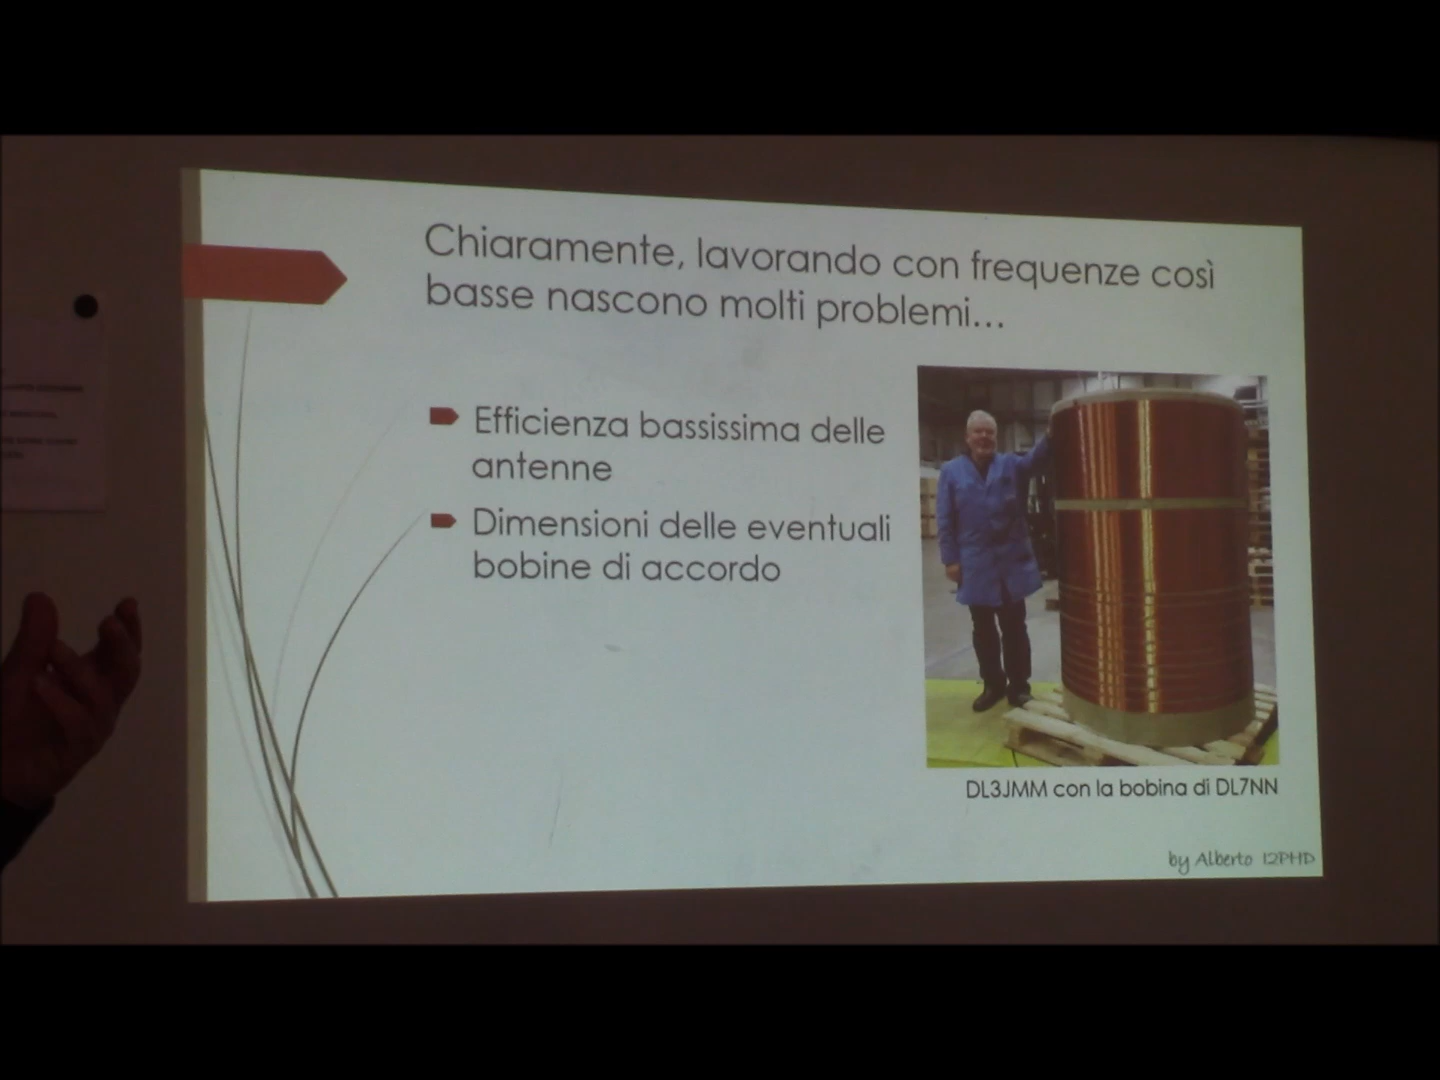 Chiaramente, lavorando con frequenze così
basse nascono molti problemi...
Efficienza bassissima delle
antenne
Dimensioni delle eventuali
bobine di accordo
DL3JMM con la bobina di DL7NN
by Alberto I2PHD